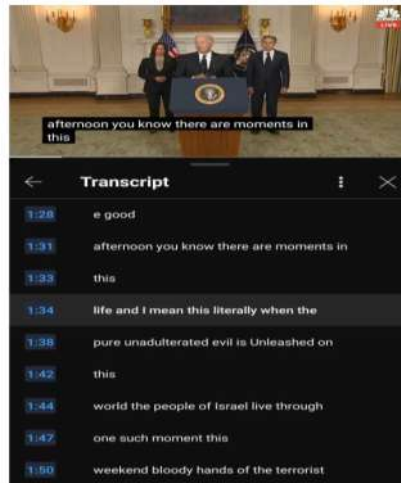 LIVE
afternoon you know there are moments in
this
Transcript
1:28 e good
1:31 afternoon you know there are moments in
1:33 this
1:34 life and I mean this literally when the
1:38 pure unadulterated evil is Unleashed on
1:42 this
1:44 world the people of Israel live through
1:47 one such moment this
1:50 weekend bloody hands of the terrorist